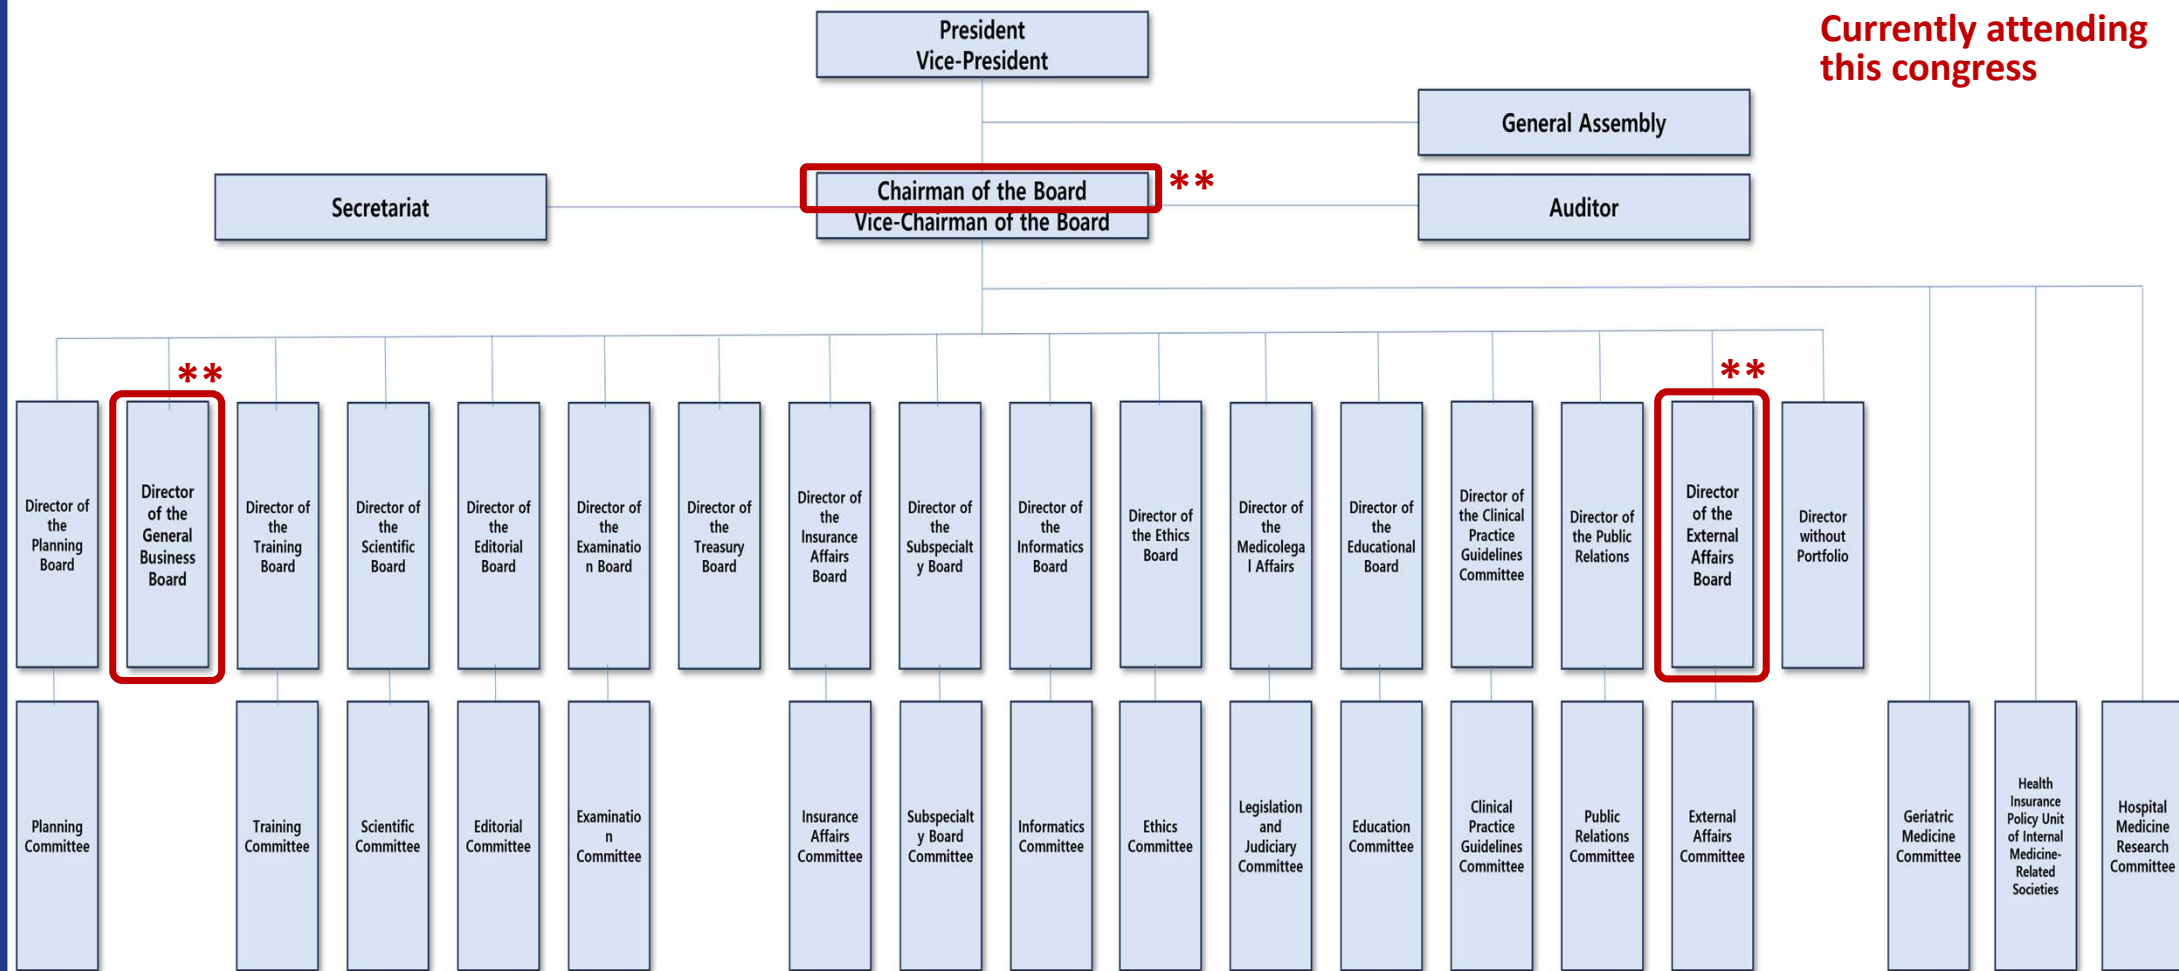 President
Vice-President
Currently attending
this congress
General Assembly
Secretariat
Chairman of the Board
Vice-Chairman of the Board
**
Auditor
**
**
Director of
the
Planning
Board
Director
of the
General
Business
Board
Director of
the
Training
Board
Director of
the
Scientific
Board
Director of
the
Editorial
Board
Director of
the
Examinatio
n Board
Director of
the
Treasury
Board
Director of
the
Insurance
Affairs
Board
Director of
the
Subspecialt
y Board
Director of
the
Informatics
Board
Director of
the Ethics
Board
Director of
the
Medicolega
l Affairs
Director of
the
Educational
Board
Director of
the Clinical
Practice
Guidelines
Committee
Director of
the Public
Relations
Director
of the
External
Affairs
Board
Director
without
Portfolio
Planning
Committee
Training
Committee
Scientific
Committee
Editorial
Committee
Examinatio
n
Committee
Insurance
Affairs
Committee
Subspecialt
y Board
Committee
Informatics
Committee
Ethics
Committee
Legislation
and
Judiciary
Committee
Education
Committee
Clinical
Practice
Guidelines
Committee
Public
Relations
Committee
External
Affairs
Committee
Geriatric
Medicine
Committee
Health
Insurance
Policy Unit
of Internal
Medicine-
Related
Societies
Hospital
Medicine
Research
Committee